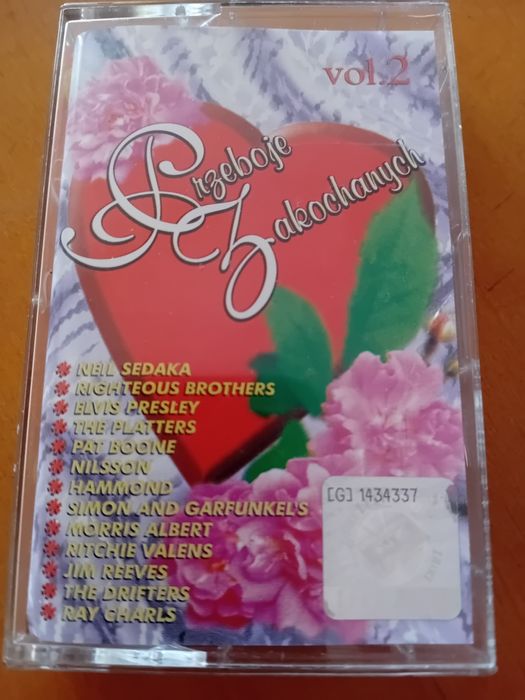 vol.2
Przeboje
Zakochanych
NEIL SEDAKA
RIGHTEOUS BROTHERS
ELVIS PRESLEY
THE PLATTERS
PAT BOONE
NILSSON
HAMMOND
SIMON AND GARFUNKEL'S
MORRIS ALBERT
RITCHIE VALENS
JIM REEVES
THE DRIFTERS
RAY CHARLS
[G] 1434337